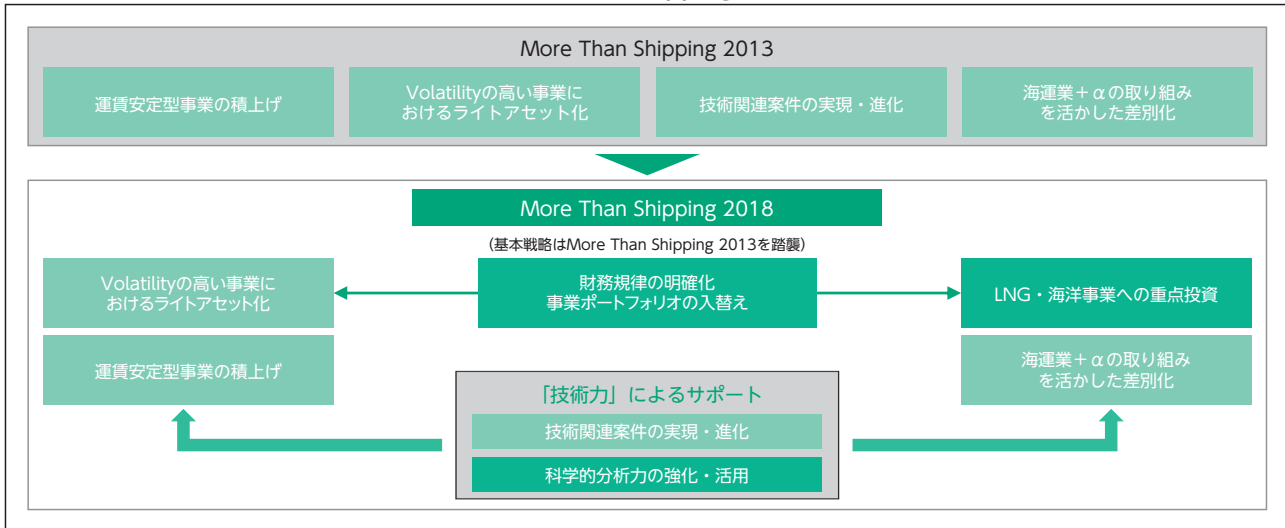 More Than Shipping 2013
運賃安定型事業の積上げ
Volatilityの高い事業に
おけるライトアセット化
技術関連案件の実現・進化
海運業+αの取り組み
を活かした差別化
More Than Shipping 2018
(基本戦略はMore Than Shipping 2013を踏襲)
Volatilityの高い事業に
おけるライトアセット化
財務規律の明確化
事業ポートフォリオの入替え
LNG・海洋事業への重点投資
運賃安定型事業の積上げ
海運業+αの取り組み
を活かした差別化
「技術力」によるサポート
技術関連案件の実現・進化
科学的分析力の強化・活用